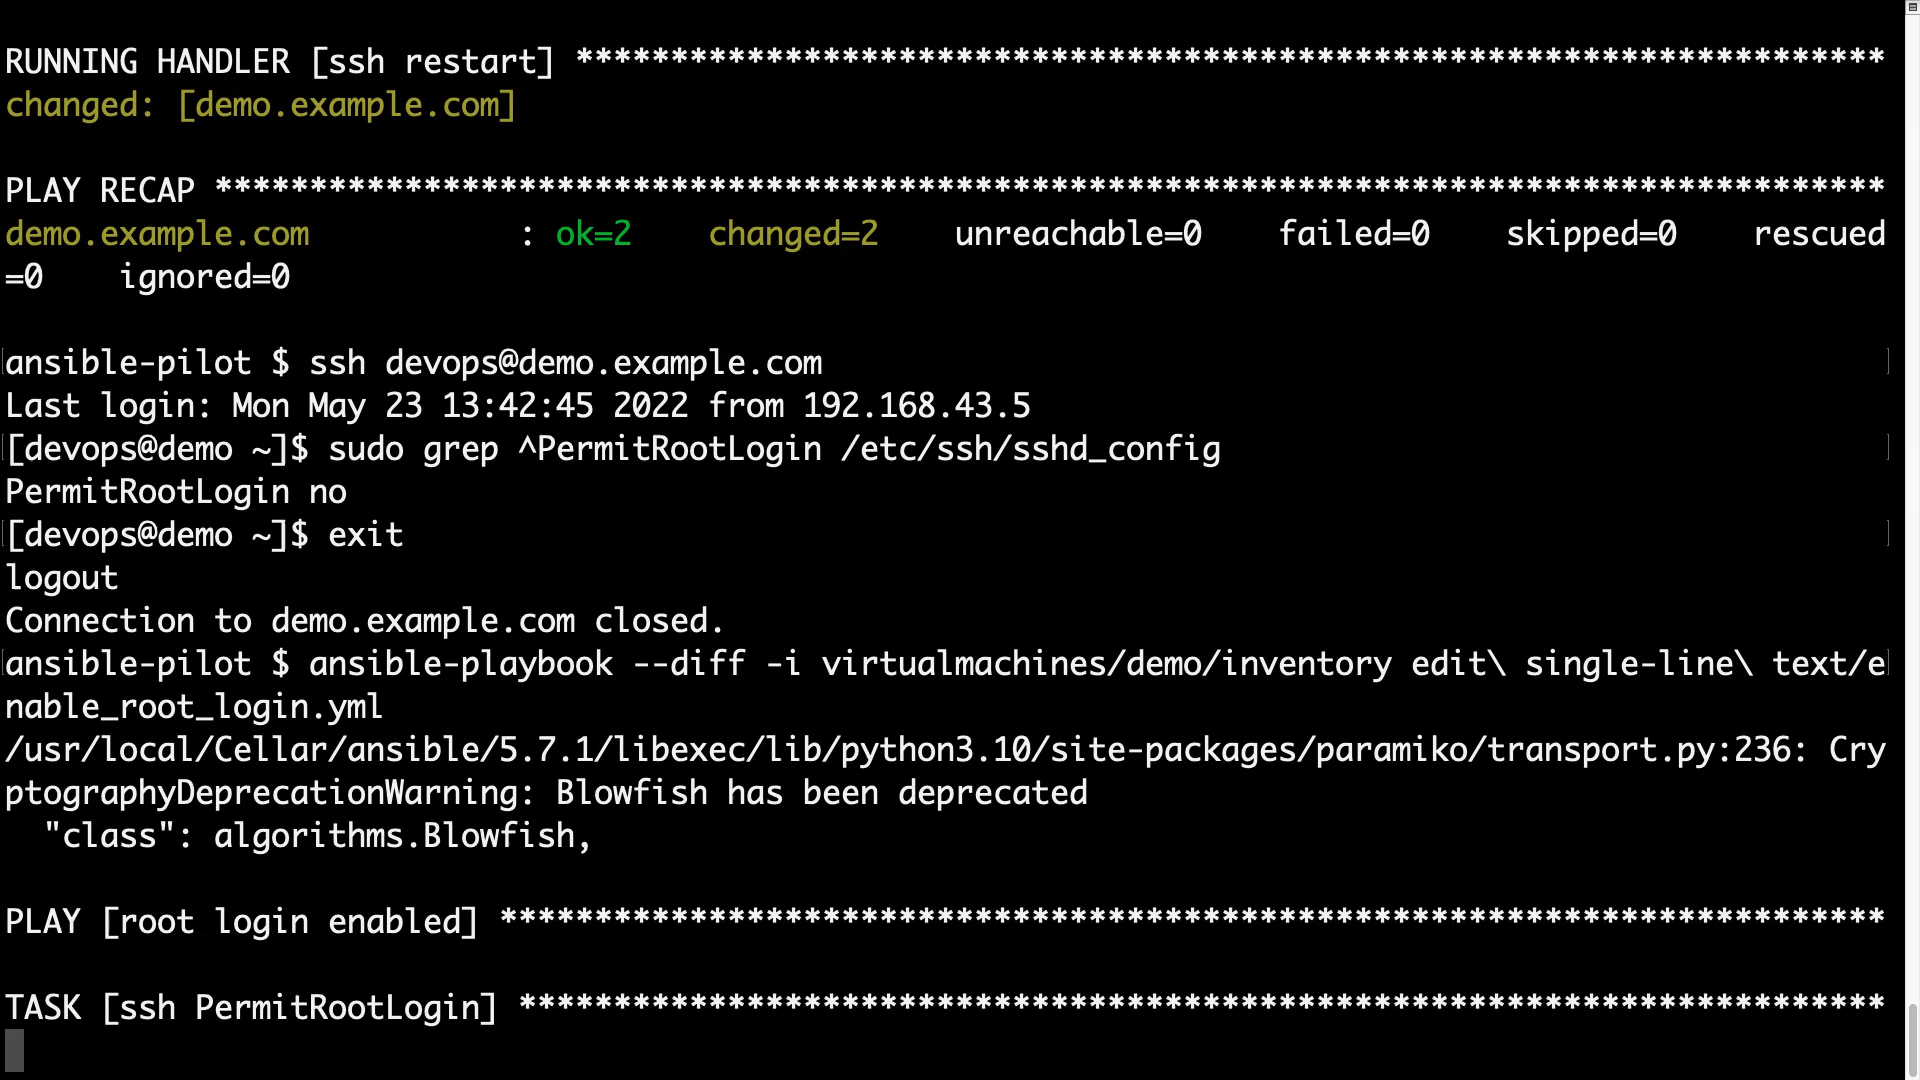 RUNNING HANDLER [ssh restart] *********************************************************************
changed: [demo.example.com]
PLAY RECAP ****************************************************************************************
demo.example.com           : ok=2    changed=2    unreachable=0    failed=0    skipped=0    rescued
=0    ignored=0
ansible-pilot $ ssh devops@demo.example.com
Last login: Mon May 23 13:42:45 2022 from 192.168.43.5
[devops@demo ~]$ sudo grep ^PermitRootLogin /etc/ssh/sshd_config
PermitRootLogin no
[devops@demo ~]$ exit
logout
Connection to demo.example.com closed.
ansible-pilot $ ansible-playbook --diff -i virtualmachines/demo/inventory edit\ single-line\ text/e
nable_root_login.yml
/usr/local/Cellar/ansible/5.7.1/libexec/lib/python3.10/site-packages/paramiko/transport.py:236: Cry
ptographyDeprecationWarning: Blowfish has been deprecated
  "class": algorithms.Blowfish,
PLAY [root login enabled] *************************************************************************
TASK [ssh PermitRootLogin] ************************************************************************